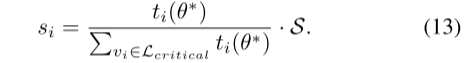 s_i = \frac{t_i(\theta^*)}{\sum_{v_i \in \mathcal{L}_{critical}} t_i(\theta^*)} \cdot \mathcal{S}. (13)